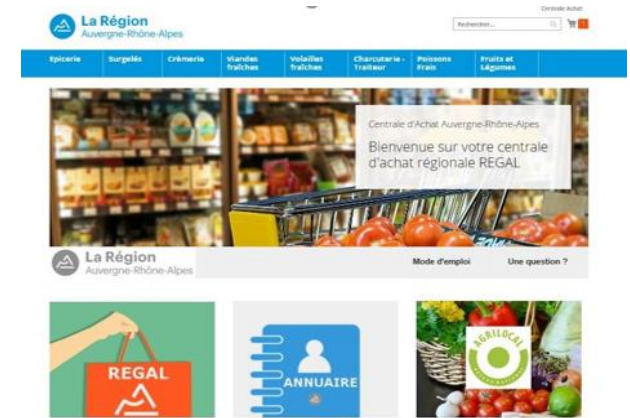 Centrale Achat
La Région
Auvergne-Rhône-Alpes
Rechercher...
Epicerie
Surgelés
Crèmerie
Viandes
fraîches
Volailles
fraîches
Charcuterie -
Traiteur
Poissons
Frais
Fruits et
Légumes
Centrale d'Achat Auvergne-Rhône-Alpes
Bienvenue sur votre centrale
d'achat régionale REGAL
La Région
Auvergne-Rhône-Alpes
Mode d'emploi
Une question ?
REGAL
ANNUAIRE
AGRILOCAL